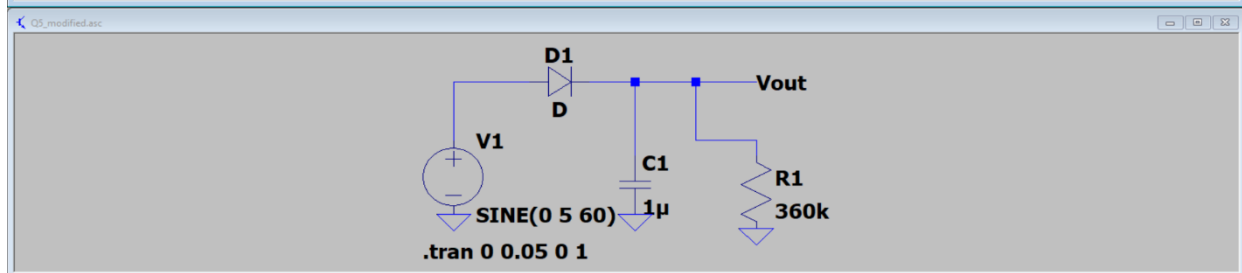 Q5_modified.asc
D1
D
Vout
V1
C1
1µ
R1
360k
SINE(0 5 60)
.tran 0 0.05 0 1